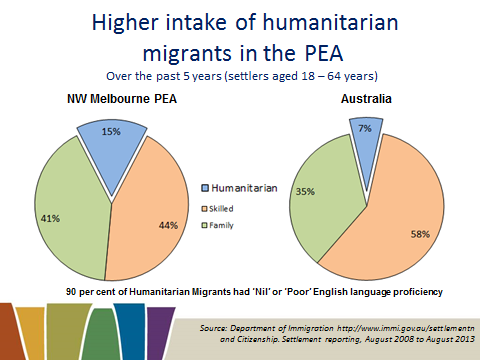 Higher intake of humanitarian
migrants in the PEA
Over the past 5 years (settlers aged 18 – 64 years)
NW Melbourne PEA
15%
41%
44%
Humanitarian
Skilled
Family
Australia
7%
35%
58%
90 per cent of Humanitarian Migrants had 'Nil' or 'Poor' English language proficiency
Source: Department of Immigration http://www.immi.gov.au/settlementn
and Citizenship. Settlement reporting, August 2008 to August 2013